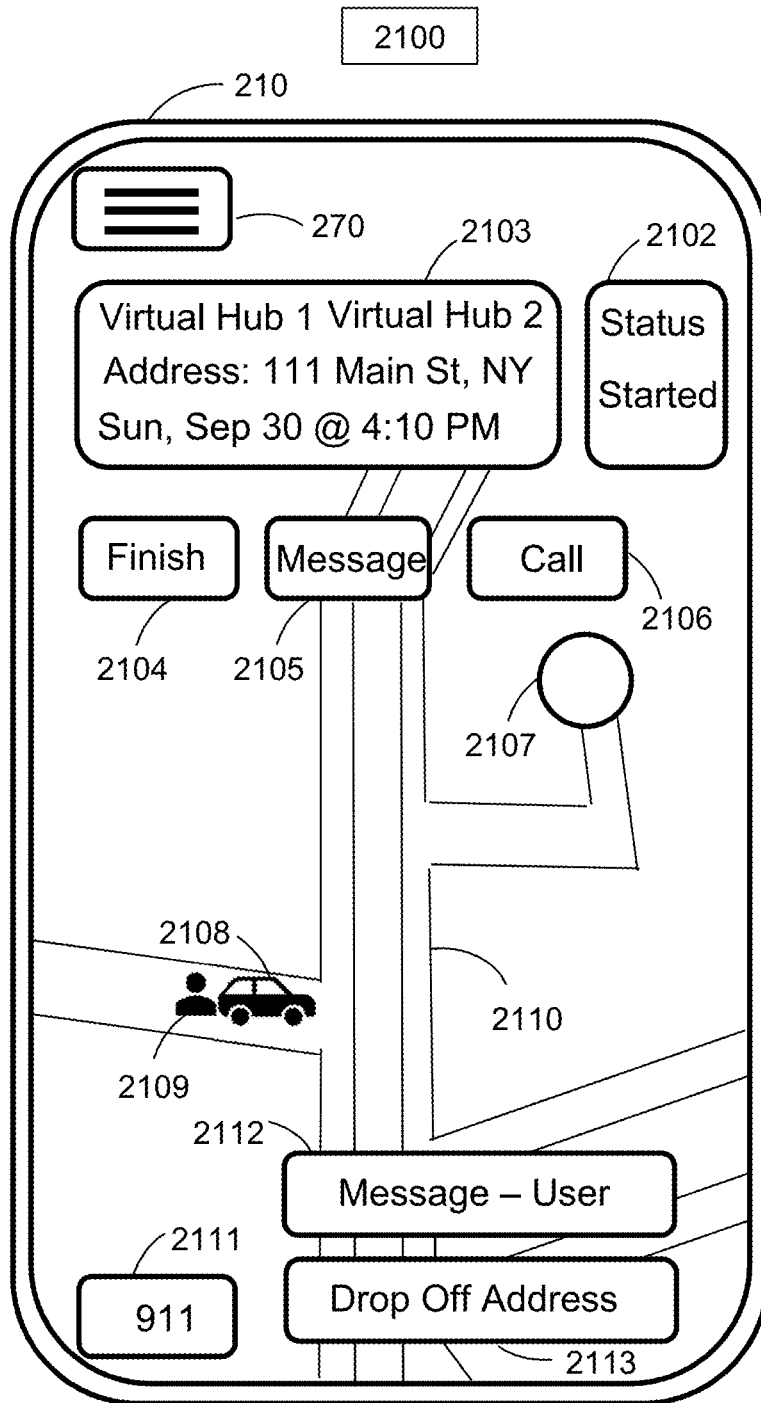 2100
210
270
2103
2102
Virtual Hub 1 Virtual Hub 2
Address: 111 Main St, NY
Sun, Sep 30 @ 4:10 PM
Status
Started
Finish
Message
Call
2104
2105
2106
2107
2108
2109
2110
2112
Message – User
2111
911
Drop Off Address
2113